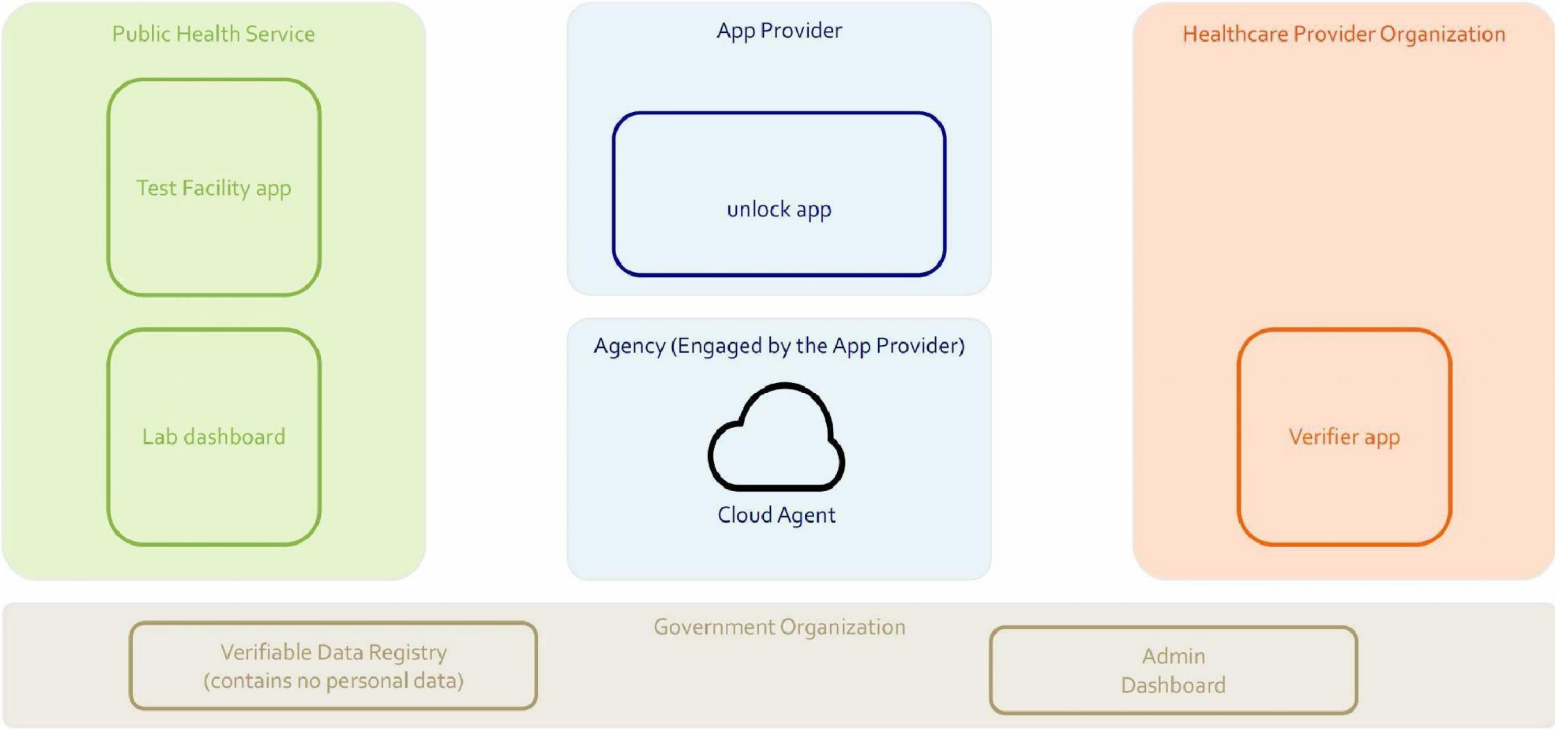 Public Health Service
Test Facility app
Lab dashboard
App Provider
unlock app
Agency (Engaged by the App Provider)
Cloud Agent
Healthcare Provider Organization
Verifier app
Government Organization
Verifiable Data Registry
(contains no personal data)
Admin
Dashboard